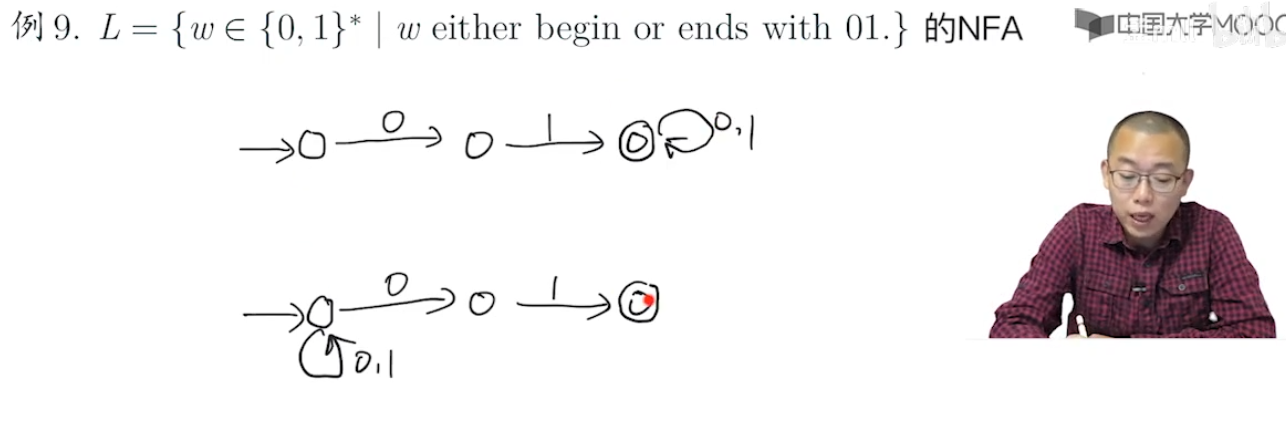 例 9. L = {w ∈ {0, 1}* | w either begin or ends with 01.} 的NFA
中国大学MOOC
0 1 0,1
0 1
0,1